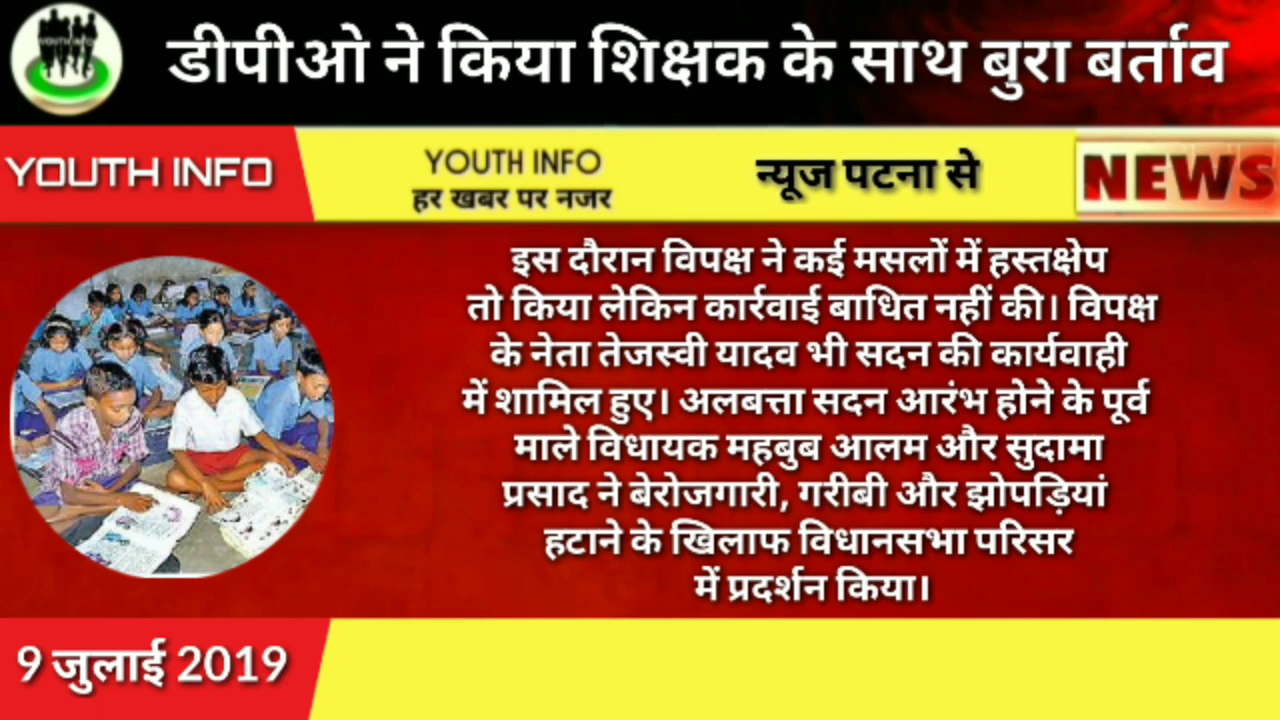 डीपीओ ने किया शिक्षक के साथ बुरा बर्ताव
YOUTH INFO
YOUTH INFO
हर खबर पर नजर
न्यूज पटना से
NEWS
इस दौरान विपक्ष ने कई मसलों में हस्तक्षेप
तो किया लेकिन कार्रवाई बाधित नहीं की। विपक्ष
के नेता तेजस्वी यादव भी सदन की कार्यवाही
में शामिल हुए। अलबत्ता सदन आरंभ होने के पूर्व
माले विधायक महबुब आलम और सुदामा
प्रसाद ने बेरोजगारी, गरीबी और झोपड़ियां
हटाने के खिलाफ विधानसभा परिसर
में प्रदर्शन किया।
9 जुलाई 2019